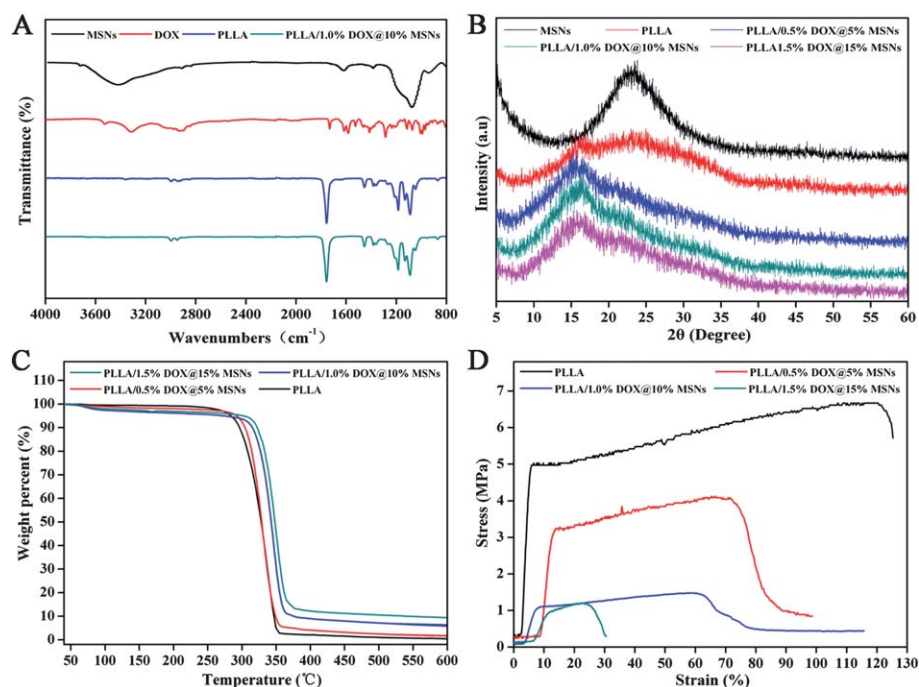 A
MSNs DOX PLLA PLLA/1.0% DOX@10% MSNs
Transmittance (%)
4000 3600 3200 2800 2400 2000 1600 1200 800
Wavenumbers (cm-1)
B
MSNs PLLA PLLA/0.5% DOX@5% MSNs
PLLA/1.0% DOX@10% MSNs PLLA1.5% DOX@15% MSNs
Intensity (a.u)
5 10 15 20 25 30 35 40 45 50 55 60
2θ (Degree)
C
PLLA/1.5% DOX@15% MSNs PLLA/1.0% DOX@10% MSNs
PLLA/0.5% DOX@5% MSNs PLLA
Weight percent (%)
110
100
90
80
70
60
50
40
30
20
10
0
50 100 150 200 250 300 350 400 450 500 550 600
Temperature (℃)
D
PLLA PLLA/0.5% DOX@5% MSNs
PLLA/1.0% DOX@10% MSNs PLLA/1.5% DOX@15% MSNs
Stress (MPa)
7
6
5
4
3
2
1
0
0 10 20 30 40 50 60 70 80 90 100 110 120 130
Strain (%)